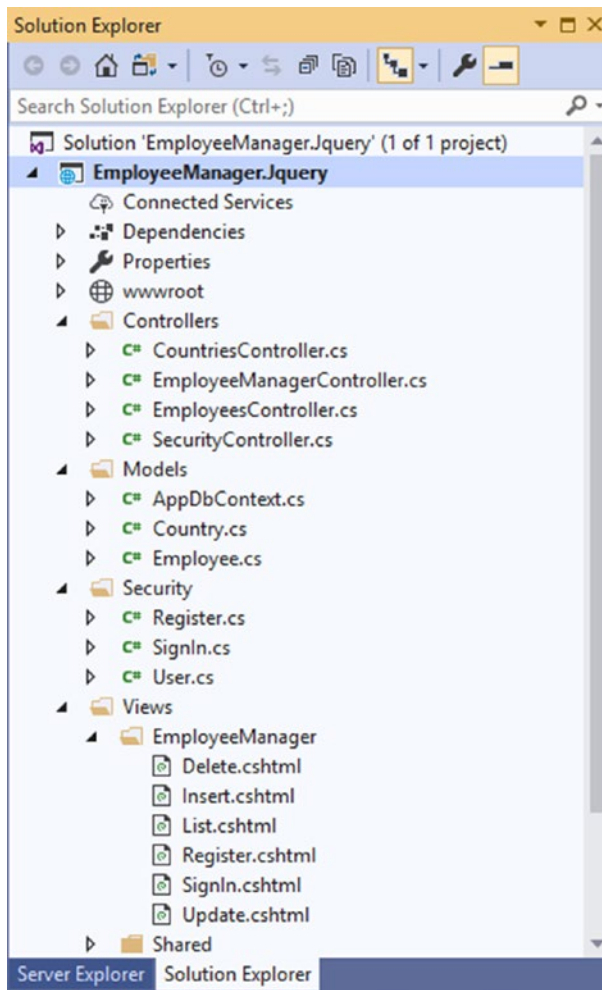 Solution Explorer
Search Solution Explorer (Ctrl+;)
Solution 'EmployeeManager.Jquery' (1 of 1 project)
EmployeeManager.Jquery
Connected Services
Dependencies
Properties
wwwroot
Controllers
C# CountriesController.cs
C# EmployeeManagerController.cs
C# EmployeesController.cs
C# SecurityController.cs
Models
C# AppDbContext.cs
C# Country.cs
C# Employee.cs
Security
C# Register.cs
C# SignIn.cs
C# User.cs
Views
EmployeeManager
Delete.cshtml
Insert.cshtml
List.cshtml
Register.cshtml
SignIn.cshtml
Update.cshtml
Shared
Server Explorer Solution Explorer